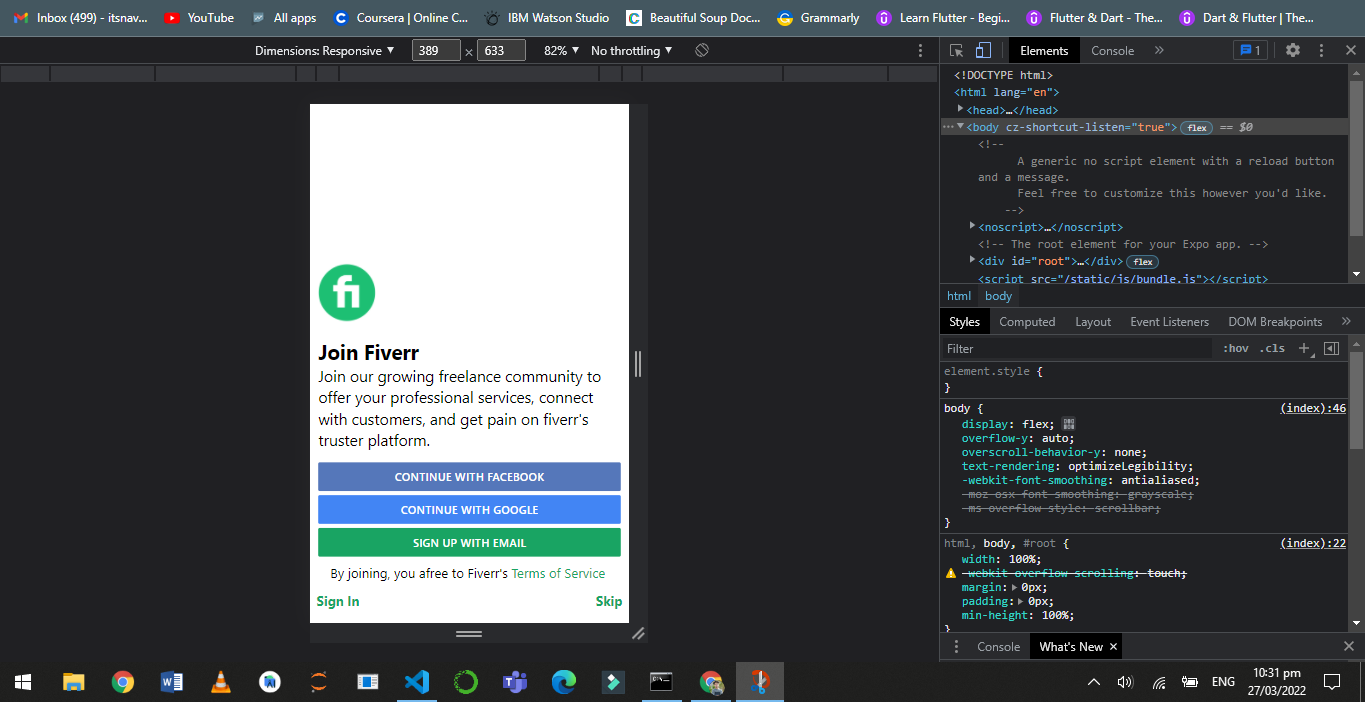 Inbox (499) - itsnav...
YouTube
All apps
Coursera | Online C...
IBM Watson Studio
Beautiful Soup Doc...
Grammarly
Learn Flutter - Begi...
Flutter & Dart - The...
Dart & Flutter | The...
Dimensions: Responsive ▼ 389 × 633 82% ▼ No throttling ▼
Elements Console » 1
<!DOCTYPE html>
<html lang="en">
<head>…</head>
<body cz-shortcut-listen="true"> flex == $0
<!--
A generic no script element with a reload button
and a message.
Feel free to customize this however you'd like.
-->
<noscript>…</noscript>
<!-- The root element for your Expo app. -->
<div id="root">…</div> flex
<script src="/static/js/bundle.js"></script>
html body
Styles Computed Layout Event Listeners DOM Breakpoints »
Filter :hov .cls +
element.style {
}
body { (index):46
display: flex;
overflow-y: auto;
overscroll-behavior-y: none;
text-rendering: optimizeLegibility;
-webkit-font-smoothing: antialiased;
-moz-osx-font-smoothing: grayscale;
-ms-overflow-style: scrollbar;
}
html, body, #root { (index):22
width: 100%;
-webkit-overflow-scrolling: touch;
margin: 0px;
padding: 0px;
min-height: 100%;
}
Console What's New ×
fi
Join Fiverr
Join our growing freelance community to
offer your professional services, connect
with customers, and get pain on fiverr's
truster platform.
CONTINUE WITH FACEBOOK
CONTINUE WITH GOOGLE
SIGN UP WITH EMAIL
By joining, you afree to Fiverr's Terms of Service
Sign In Skip
ENG
10:31 pm
27/03/2022